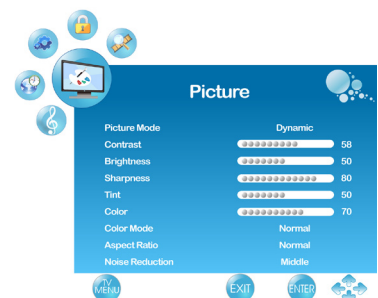 Picture
Picture Mode Dynamic
Contrast 58
Brightness 50
Sharpness 80
Tint 50
Color 70
Color Mode Normal
Aspect Ratio Normal
Noise Reduction Middle
TV MENU EXIT ENTER